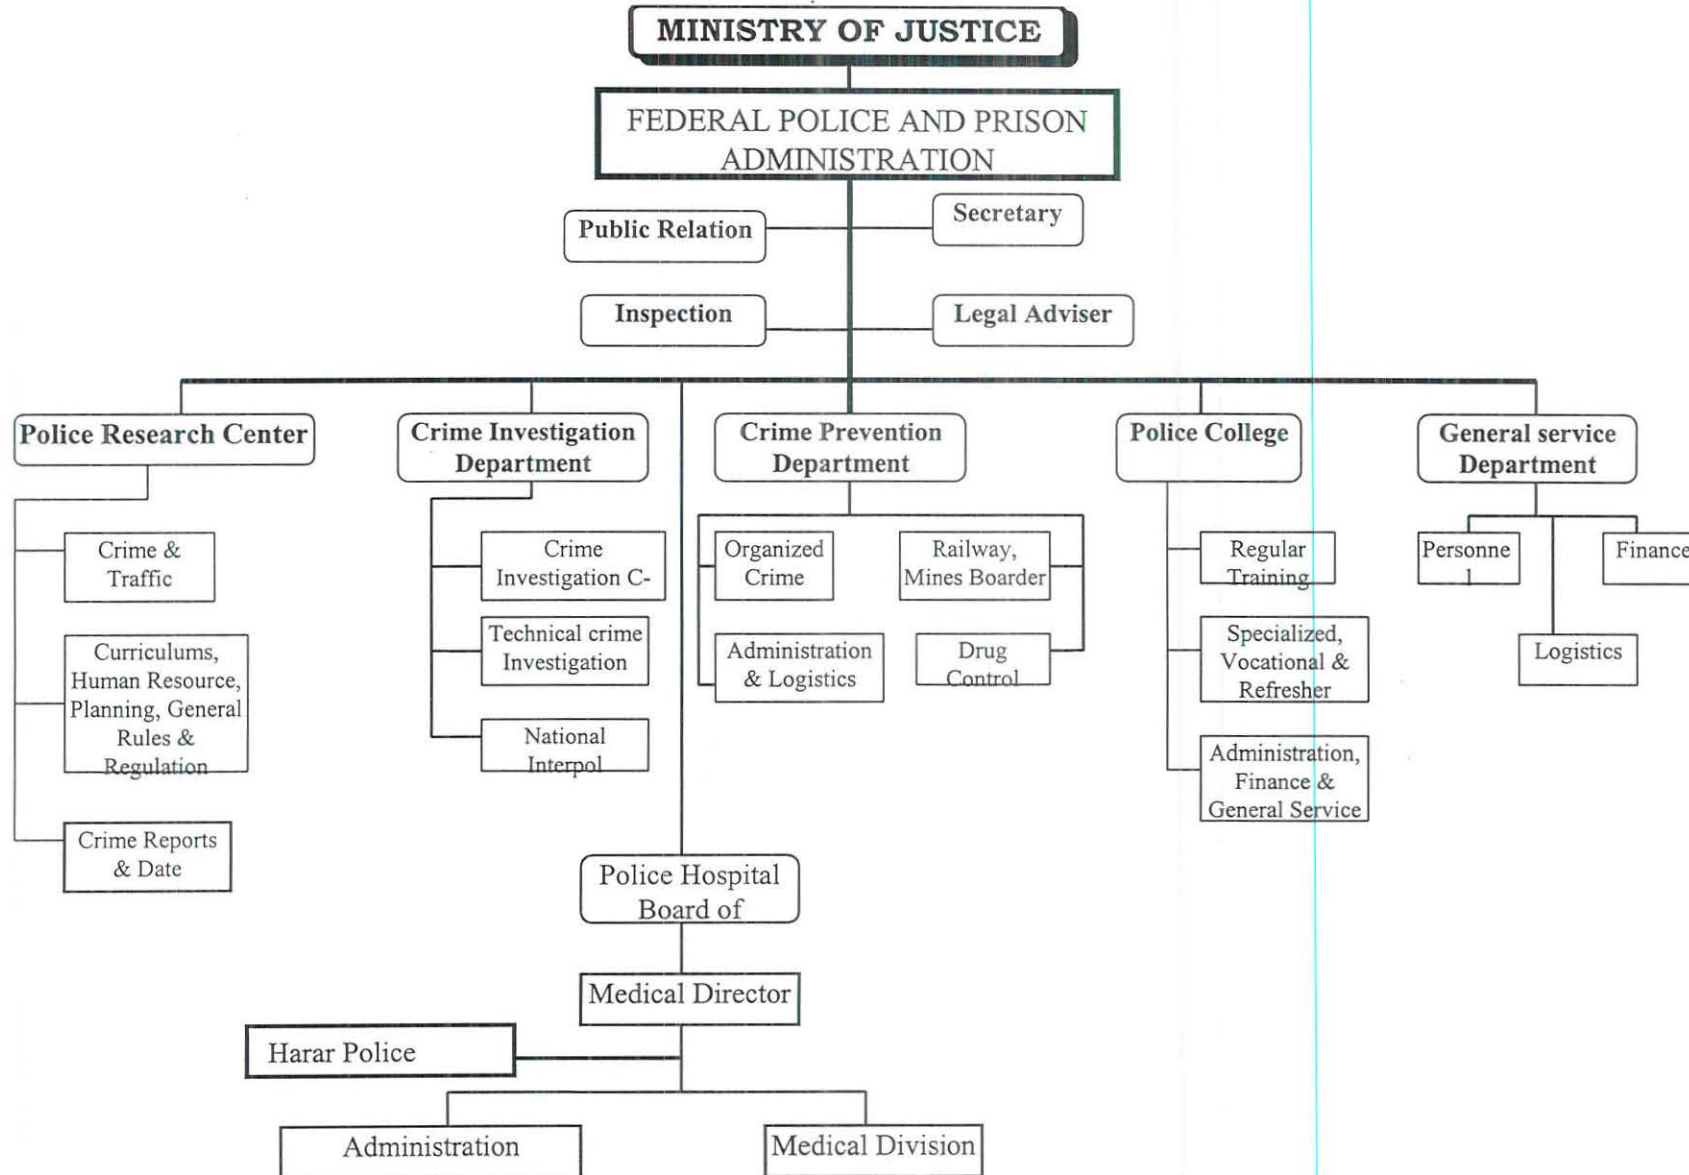 MINISTRY OF JUSTICE
FEDERAL POLICE AND PRISON
ADMINISTRATION
Public Relation
Secretary
Inspection
Legal Adviser
Police Research Center
Crime Investigation
Department
Crime Prevention
Department
Police College
General service
Department
Crime &
Traffic
Curriculums,
Human Resource,
Planning, General
Rules &
Regulation
Crime Reports
& Date
Crime
Investigation C-
Technical crime
Investigation
National
Interpol
Organized
Crime
Administration
& Logistics
Railway,
Mines Boarder
Drug
Control
Regular
Training
Specialized,
Vocational &
Refresher
Administration,
Finance &
General Service
Personne
l
Finance
Logistics
Police Hospital
Board of
Medical Director
Harar Police
Administration
Medical Division